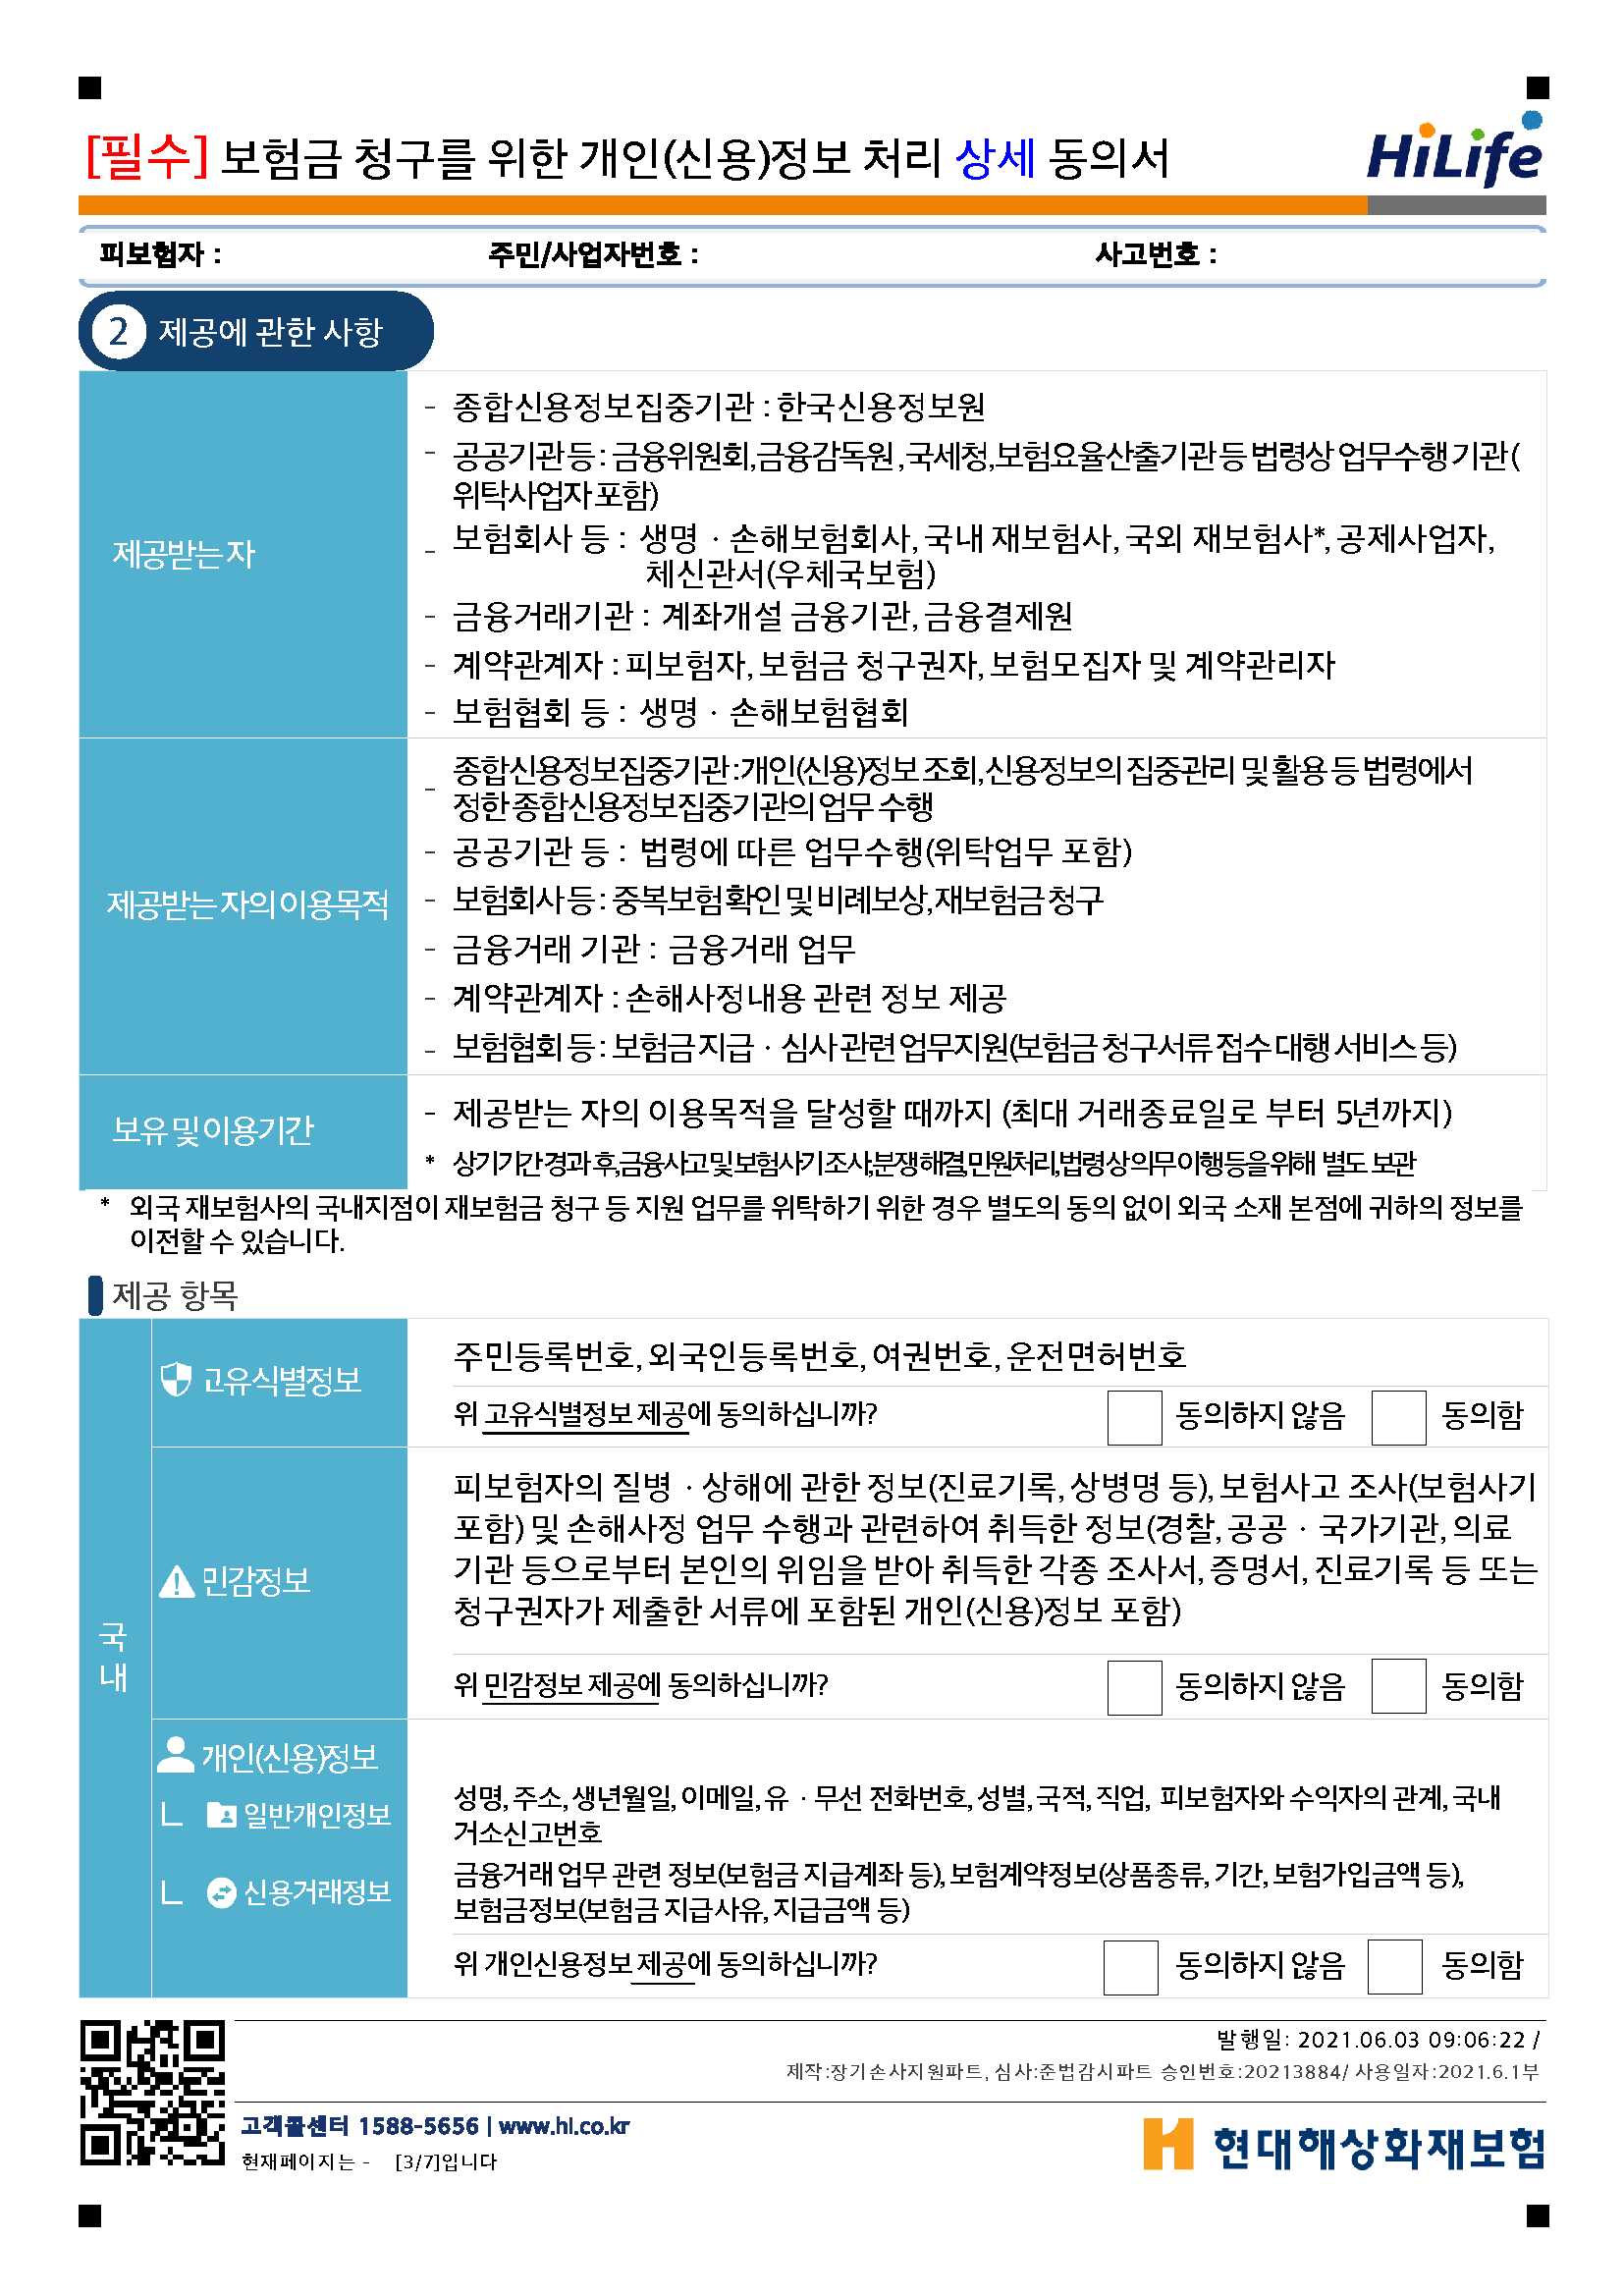 [필수] 보험금 청구를 위한 개인(신용)정보 처리 상세 동의서
HiLife
피보험자 : 주민/사업자번호 : 사고번호 :
2 제공에 관한 사항
제공받는 자
- 종합신용정보집중기관 : 한국신용정보원
- 공공기관 등 : 금융위원회, 금융감독원, 국세청, 보험요율산출기관 등 법령상 업무수행 기관 (
위탁사업자 포함)
- 보험회사 등 : 생명 · 손해보험회사, 국내 재보험사, 국외 재보험사*, 공제사업자,
체신관서(우체국보험)
- 금융거래기관 : 계좌개설 금융기관, 금융결제원
- 계약관계자 : 피보험자, 보험금 청구권자, 보험모집자 및 계약관리자
- 보험협회 등 : 생명 · 손해보험협회
제공받는 자의 이용목적
- 종합신용정보집중기관 : 개인(신용)정보 조회, 신용정보의 집중관리 및 활용 등 법령에서
정한 종합신용정보집중기관의 업무 수행
- 공공기관 등 : 법령에 따른 업무수행(위탁업무 포함)
- 보험회사 등 : 중복보험 확인 및 비례보상, 재보험금 청구
- 금융거래 기관 : 금융거래 업무
- 계약관계자 : 손해사정내용 관련 정보 제공
- 보험협회 등 : 보험금 지급 · 심사 관련 업무지원(보험금 청구서류 접수대행 서비스 등)
보유 및 이용기간
- 제공받는 자의 이용목적을 달성할 때까지 (최대 거래종료일로 부터 5년까지)
* 상기 기간 경과 후, 금융사고 및 보험사기 조사, 분쟁 해결, 민원처리, 법령상 의무이행 등을 위해 별도 보관
* 외국 재보험사의 국내지점이 재보험금 청구 등 지원 업무를 위탁하기 위한 경우 별도의 동의 없이 외국 소재 본점에 귀하의 정보를
이전할 수 있습니다.
제공 항목
국내
고유식별정보
주민등록번호, 외국인등록번호, 여권번호, 운전면허번호
위 고유식별정보 제공에 동의하십니까? 동의하지 않음 동의함
민감정보
피보험자의 질병 · 상해에 관한 정보(진료기록, 상병명 등), 보험사고 조사(보험사기
포함) 및 손해사정 업무 수행과 관련하여 취득한 정보(경찰, 공공 · 국가기관, 의료
기관 등으로부터 본인의 위임을 받아 취득한 각종 조사서, 증명서, 진료기록 등 또는
청구권자가 제출한 서류에 포함된 개인(신용)정보 포함)
위 민감정보 제공에 동의하십니까? 동의하지 않음 동의함
개인(신용)정보
ㄴ 일반개인정보
성명, 주소, 생년월일, 이메일, 유 · 무선 전화번호, 성별, 국적, 직업, 피보험자와 수익자의 관계, 국내
거소신고번호
ㄴ 신용거래정보
금융거래 업무 관련 정보(보험금 지급계좌 등), 보험계약정보(상품종류, 기간, 보험가입금액 등),
보험금정보(보험금 지급사유, 지급금액 등)
위 개인신용정보 제공에 동의하십니까? 동의하지 않음 동의함
발행일: 2021.06.03 09:06:22 /
제작:장기손사지원파트, 심사:준법감시파트 승인번호:20213884/ 사용일자:2021.6.1부
고객콜센터 1588-5656 | www.hi.co.kr
현재페이지는 - [3/7]입니다
현대해상화재보험